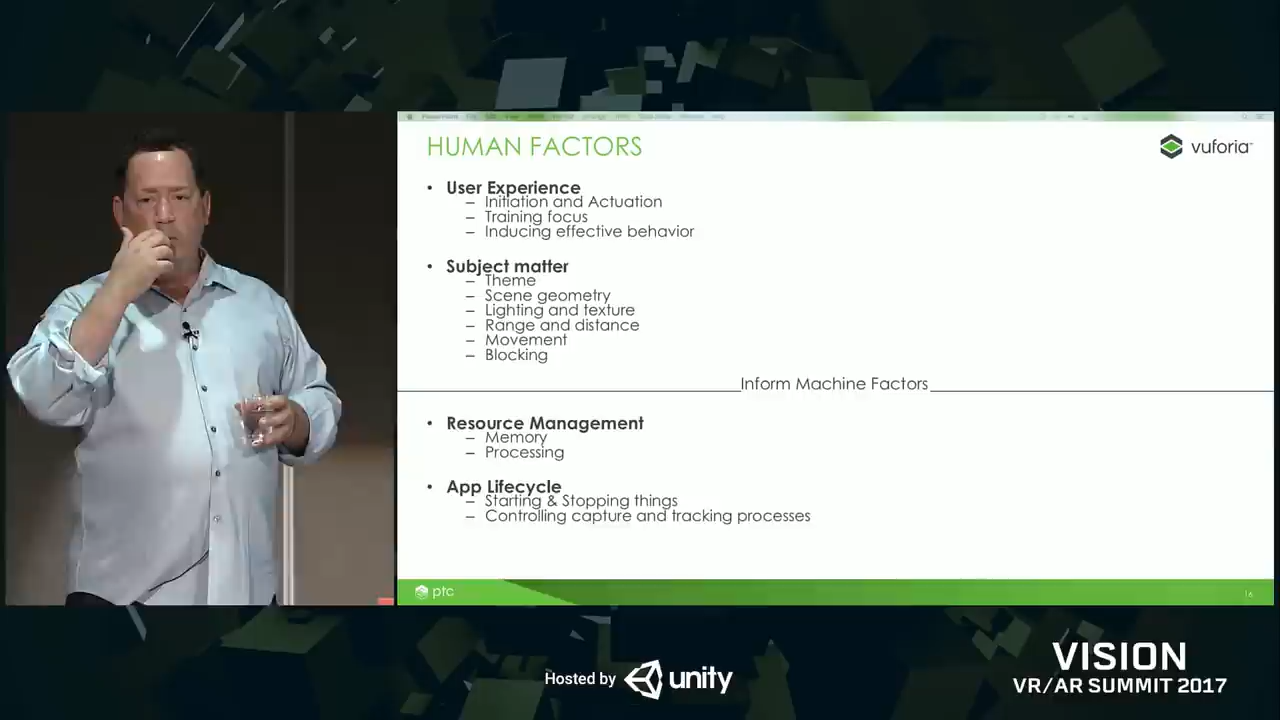 HUMAN FACTORS
vuforia
• User Experience
– Initiation and Actuation
– Training focus
– Inducing effective behavior
• Subject matter
– Theme
– Scene geometry
– Lighting and texture
– Range and distance
– Movement
– Blocking
Inform Machine Factors
• Resource Management
– Memory
– Processing
• App Lifecycle
– Starting & Stopping things
– Controlling capture and tracking processes
ptc
16
Hosted by unity
VISION
VR/AR SUMMIT 2017